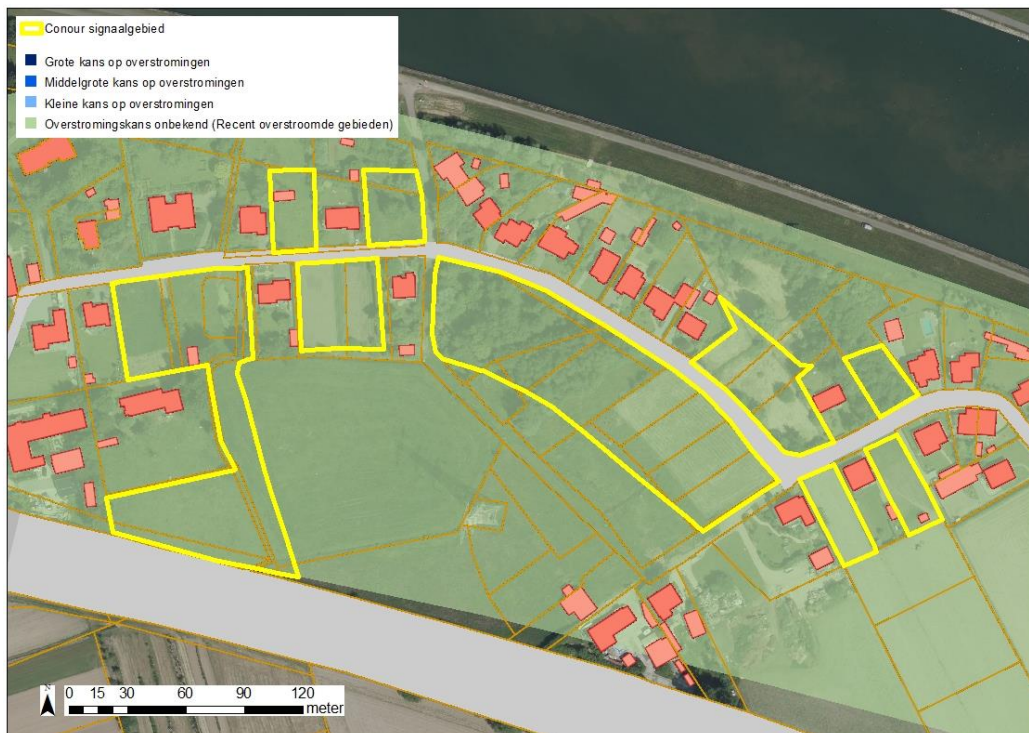 Conour signaalgebied
Grote kans op overstromingen
Middelgrote kans op overstromingen
Kleine kans op overstromingen
Overstromingskans onbekend (Recent overstroomde gebieden)
N
0 15 30 60 90 120
meter